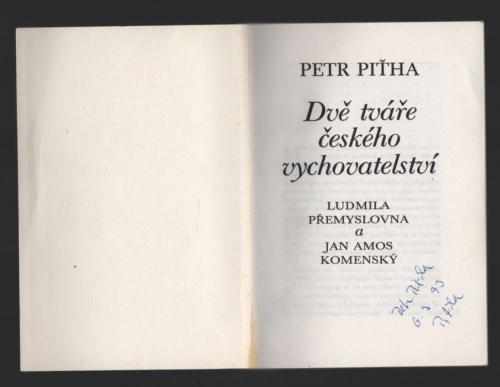 PETR PIŤHA
Dvě tváře
českého
vychovatelství
LUDMILA
PŘEMYSLOVNA
a
JAN AMOS
KOMENSKÝ